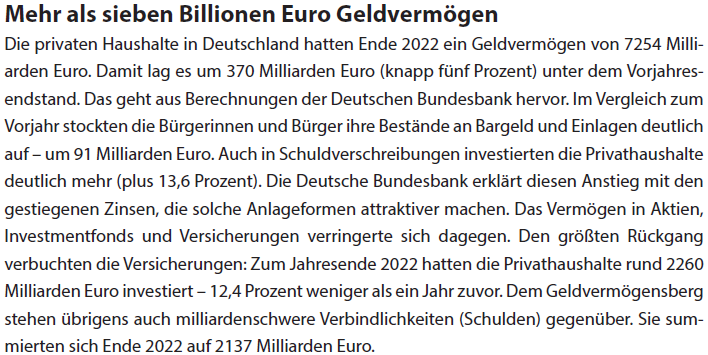 Mehr als sieben Billionen Euro Geldvermögen
Die privaten Haushalte in Deutschland hatten Ende 2022 ein Geldvermögen von 7254 Milli-
arden Euro. Damit lag es um 370 Milliarden Euro (knapp fünf Prozent) unter dem Vorjahres-
endstand. Das geht aus Berechnungen der Deutschen Bundesbank hervor. Im Vergleich zum
Vorjahr stockten die Bürgerinnen und Bürger ihre Bestände an Bargeld und Einlagen deutlich
auf – um 91 Milliarden Euro. Auch in Schuldverschreibungen investierten die Privathaushalte
deutlich mehr (plus 13,6 Prozent). Die Deutsche Bundesbank erklärt diesen Anstieg mit den
gestiegenen Zinsen, die solche Anlageformen attraktiver machen. Das Vermögen in Aktien,
Investmentfonds und Versicherungen verringerte sich dagegen. Den größten Rückgang
verbuchten die Versicherungen: Zum Jahresende 2022 hatten die Privathaushalte rund 2260
Milliarden Euro investiert – 12,4 Prozent weniger als ein Jahr zuvor. Dem Geldvermögensberg
stehen übrigens auch milliardenschwere Verbindlichkeiten (Schulden) gegenüber. Sie sum-
mierten sich Ende 2022 auf 2137 Milliarden Euro.